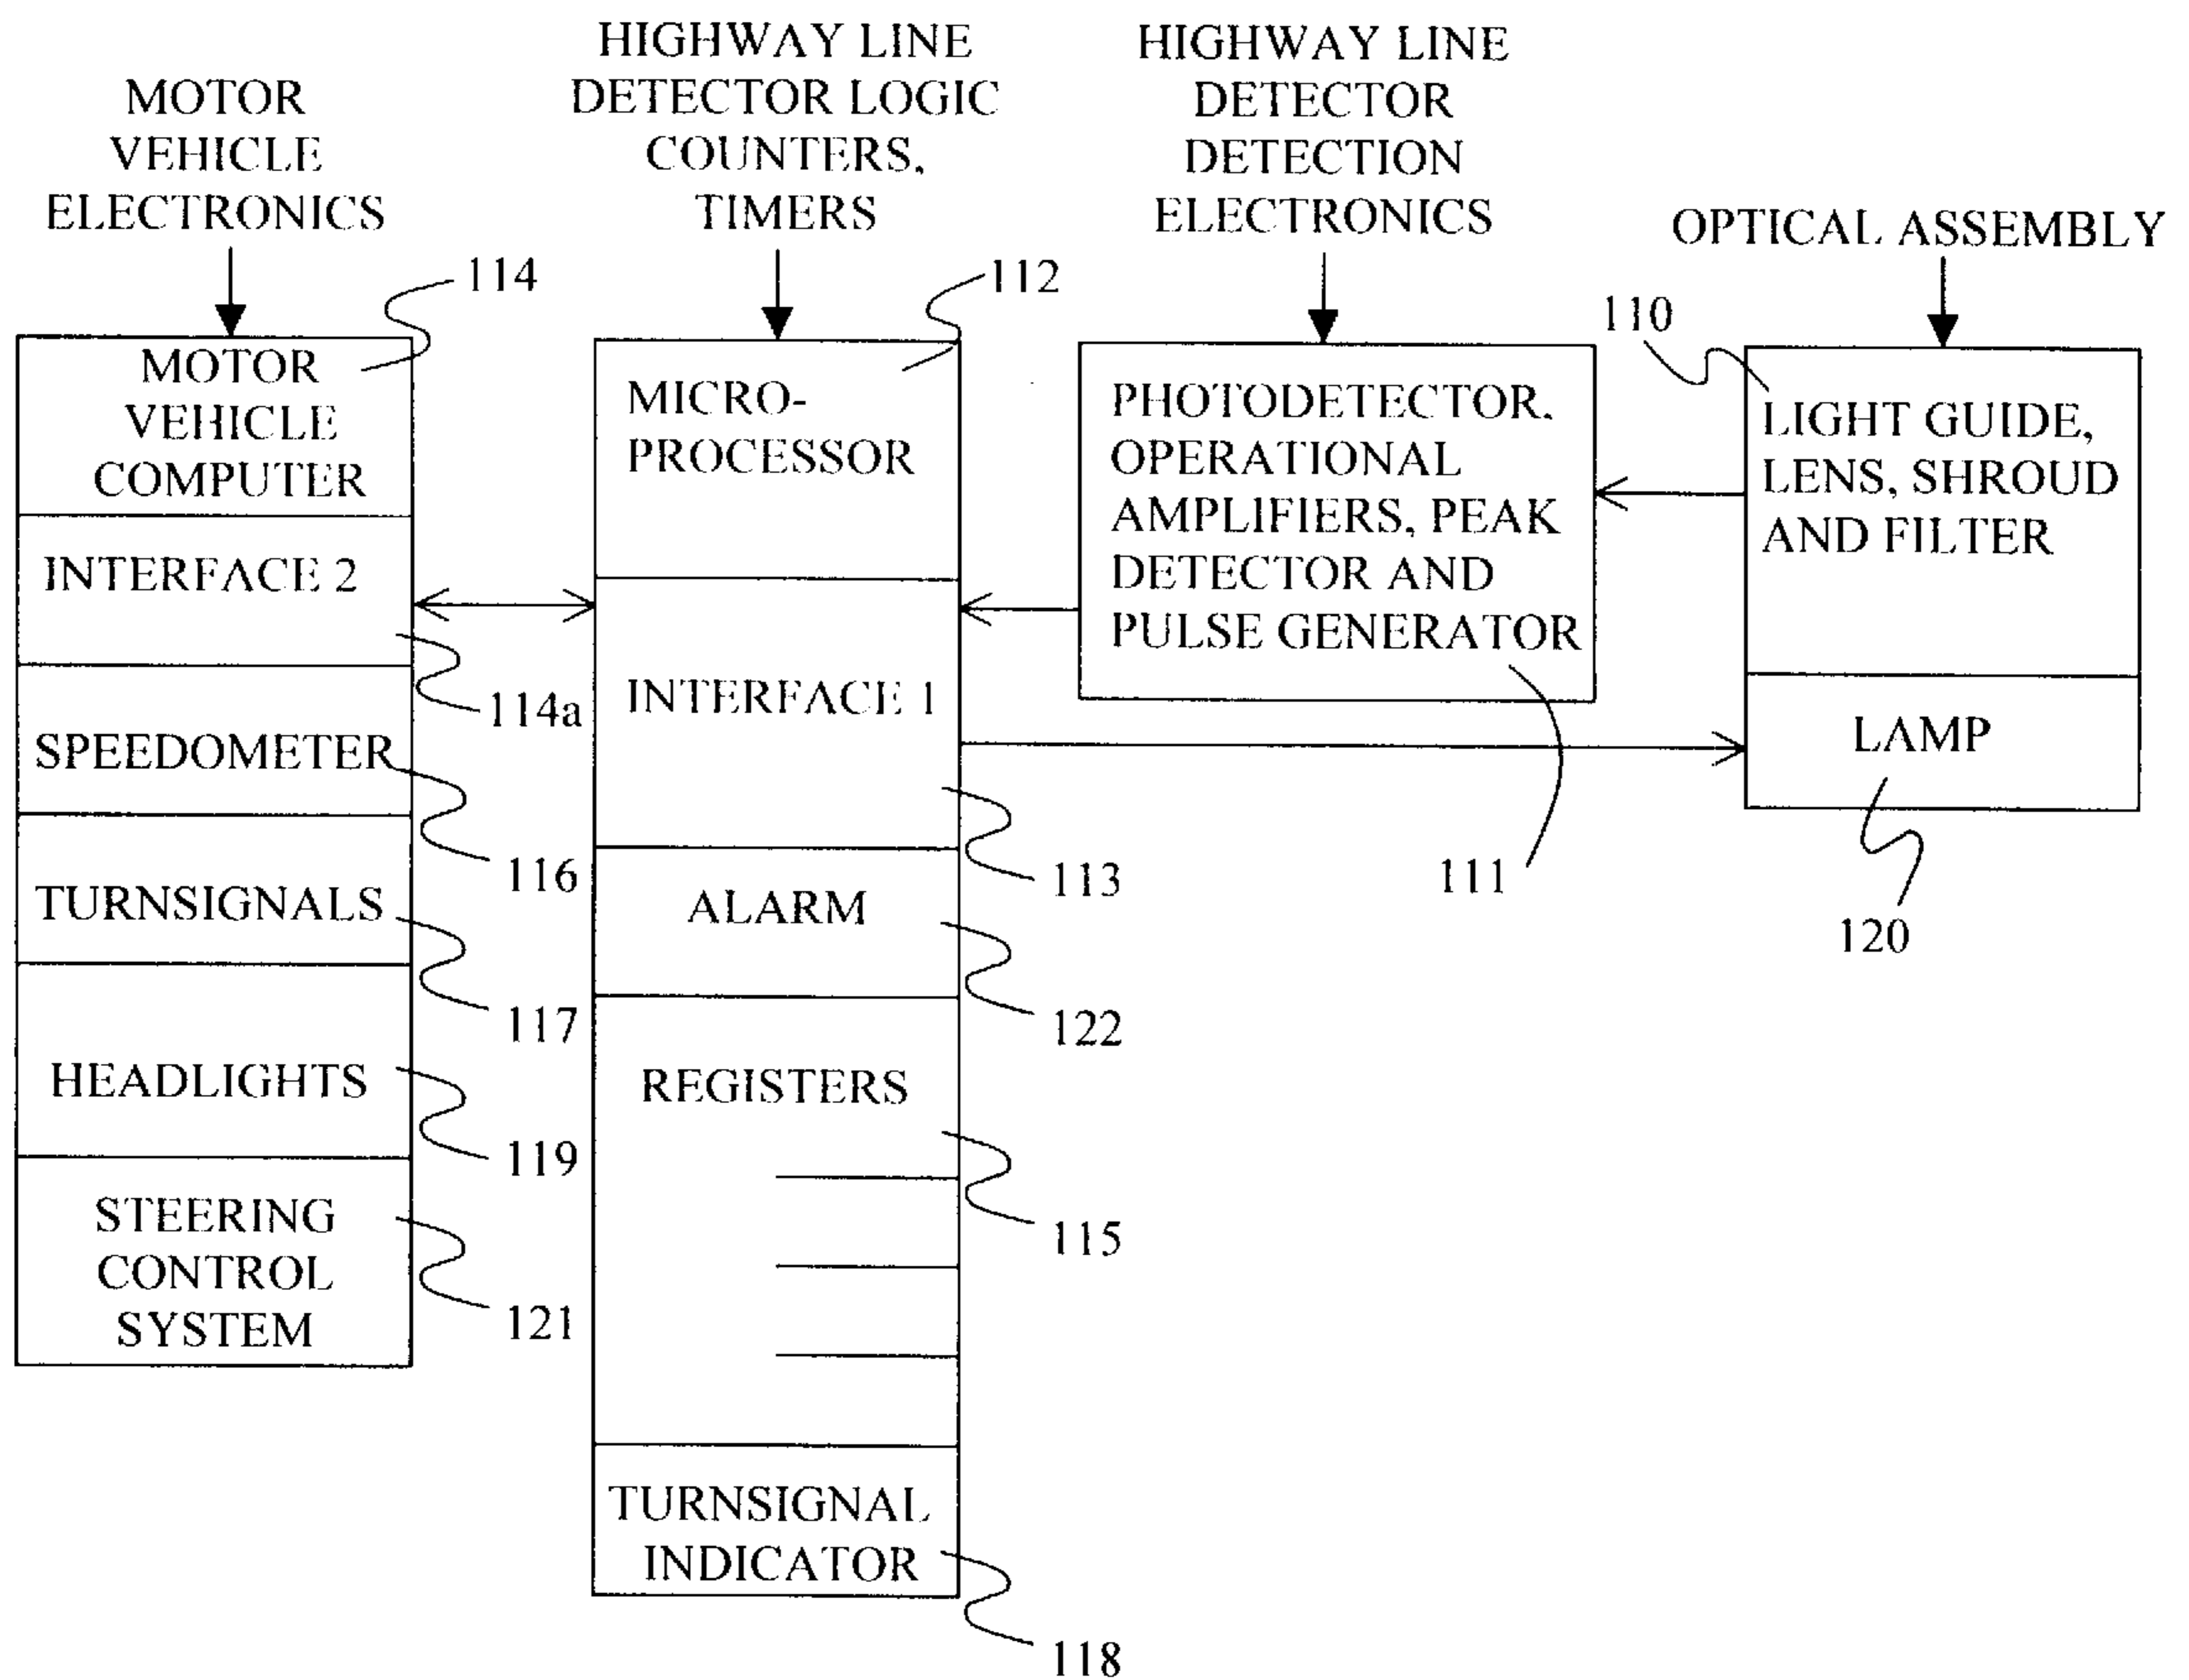 MOTOR
VEHICLE
ELECTRONICS
114
MOTOR
VEHICLE
COMPUTER
INTERFACE 2
114a
SPEEDOMETER
116
TURNSIGNALS
117
HEADLIGHTS
119
STEERING
CONTROL
SYSTEM
121
HIGHWAY LINE
DETECTOR LOGIC
COUNTERS,
TIMERS
112
MICRO-
PROCESSOR
INTERFACE 1
113
ALARM
122
REGISTERS
115
TURNSIGNAL
INDICATOR
118
HIGHWAY LINE
DETECTOR
DETECTION
ELECTRONICS
PHOTODETECTOR,
OPERATIONAL
AMPLIFIERS, PEAK
DETECTOR AND
PULSE GENERATOR
111
OPTICAL ASSEMBLY
110
LIGHT GUIDE,
LENS, SHROUD
AND FILTER
LAMP
120